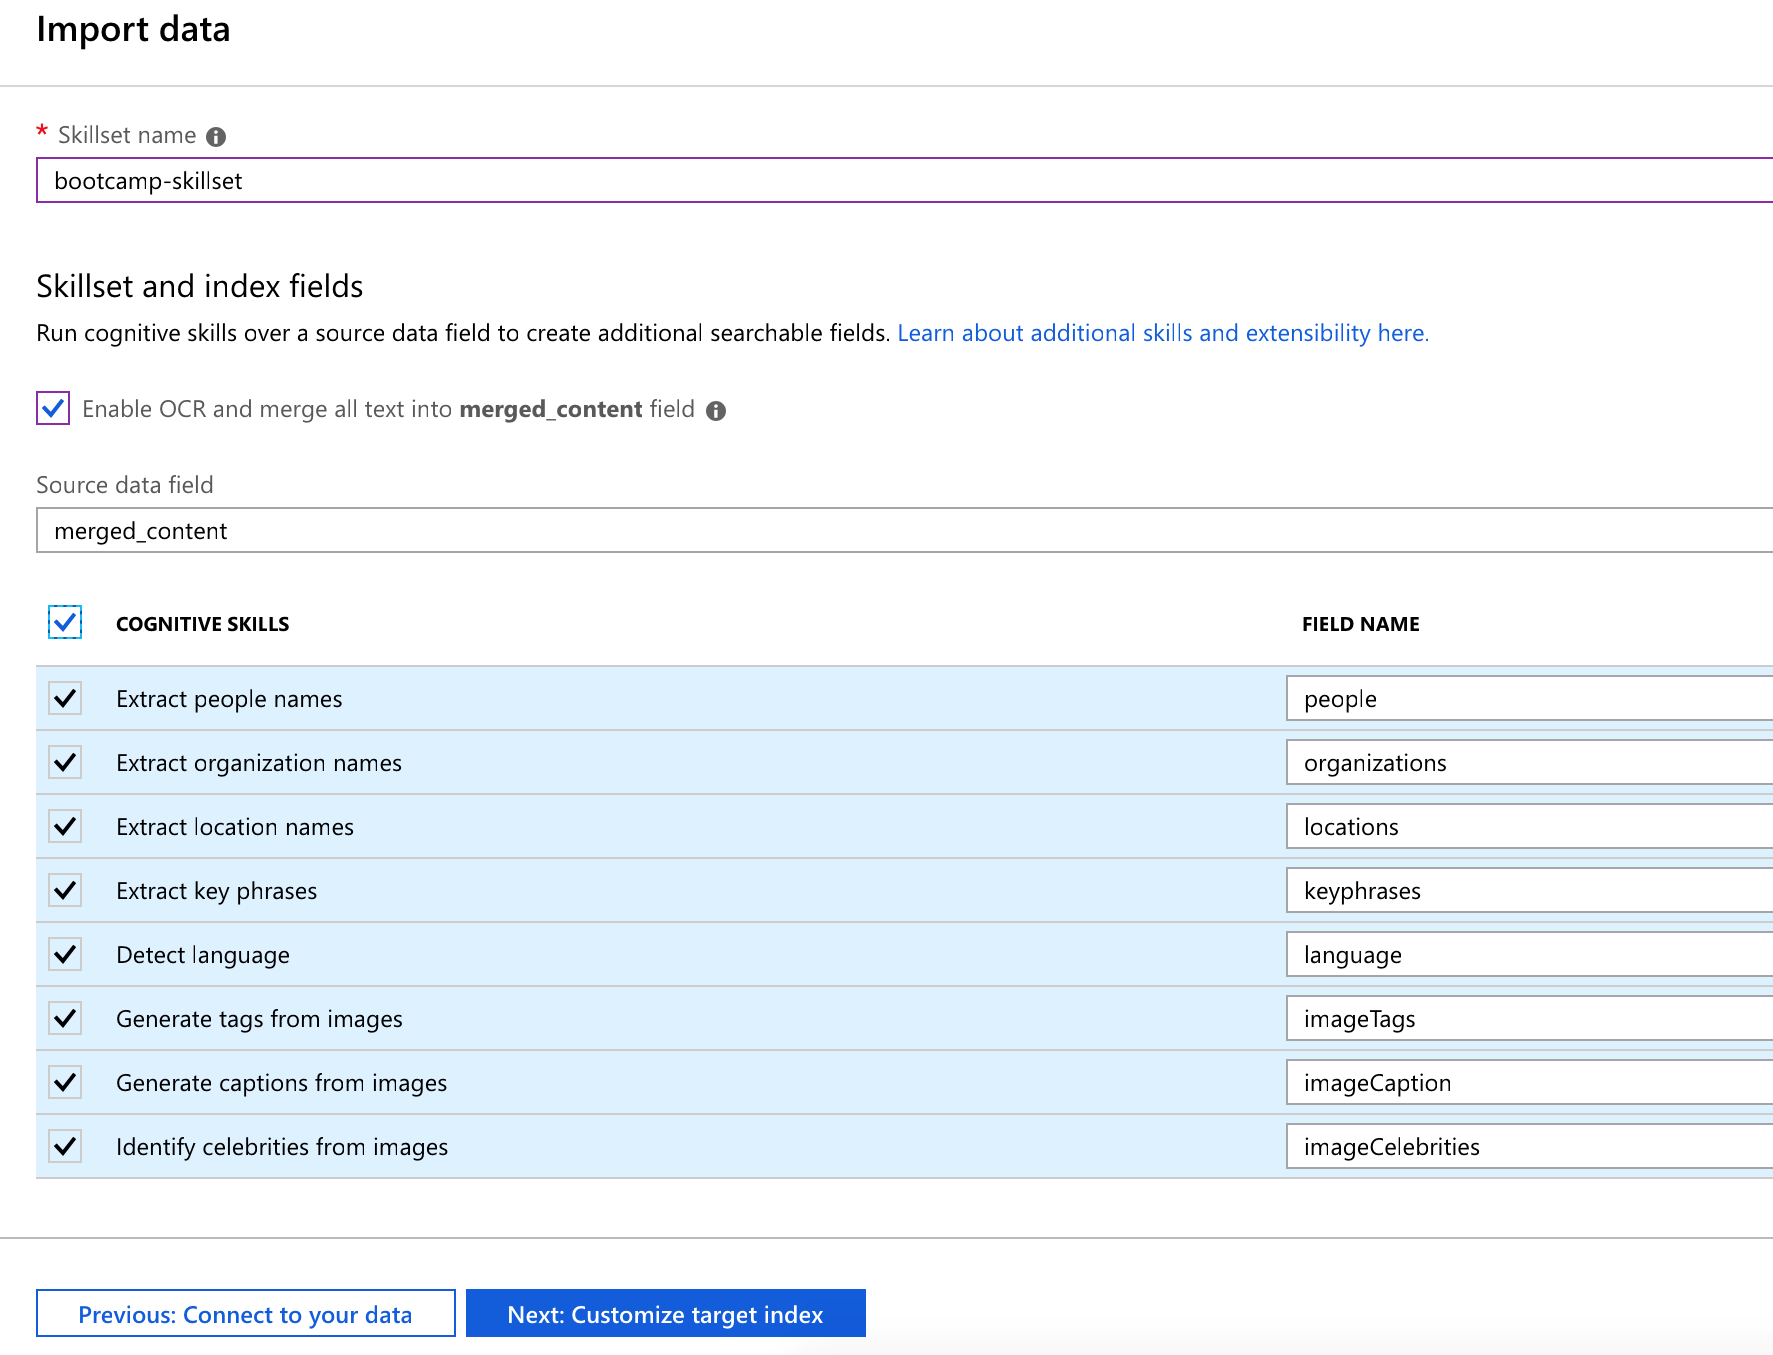 Import data
* Skillset name
bootcamp-skillset
Skillset and index fields
Run cognitive skills over a source data field to create additional searchable fields. Learn about additional skills and extensibility here.
Enable OCR and merge all text into merged_content field
Source data field
merged_content
COGNITIVE SKILLS FIELD NAME
Extract people names people
Extract organization names organizations
Extract location names locations
Extract key phrases keyphrases
Detect language language
Generate tags from images imageTags
Generate captions from images imageCaption
Identify celebrities from images imageCelebrities
Previous: Connect to your data Next: Customize target index